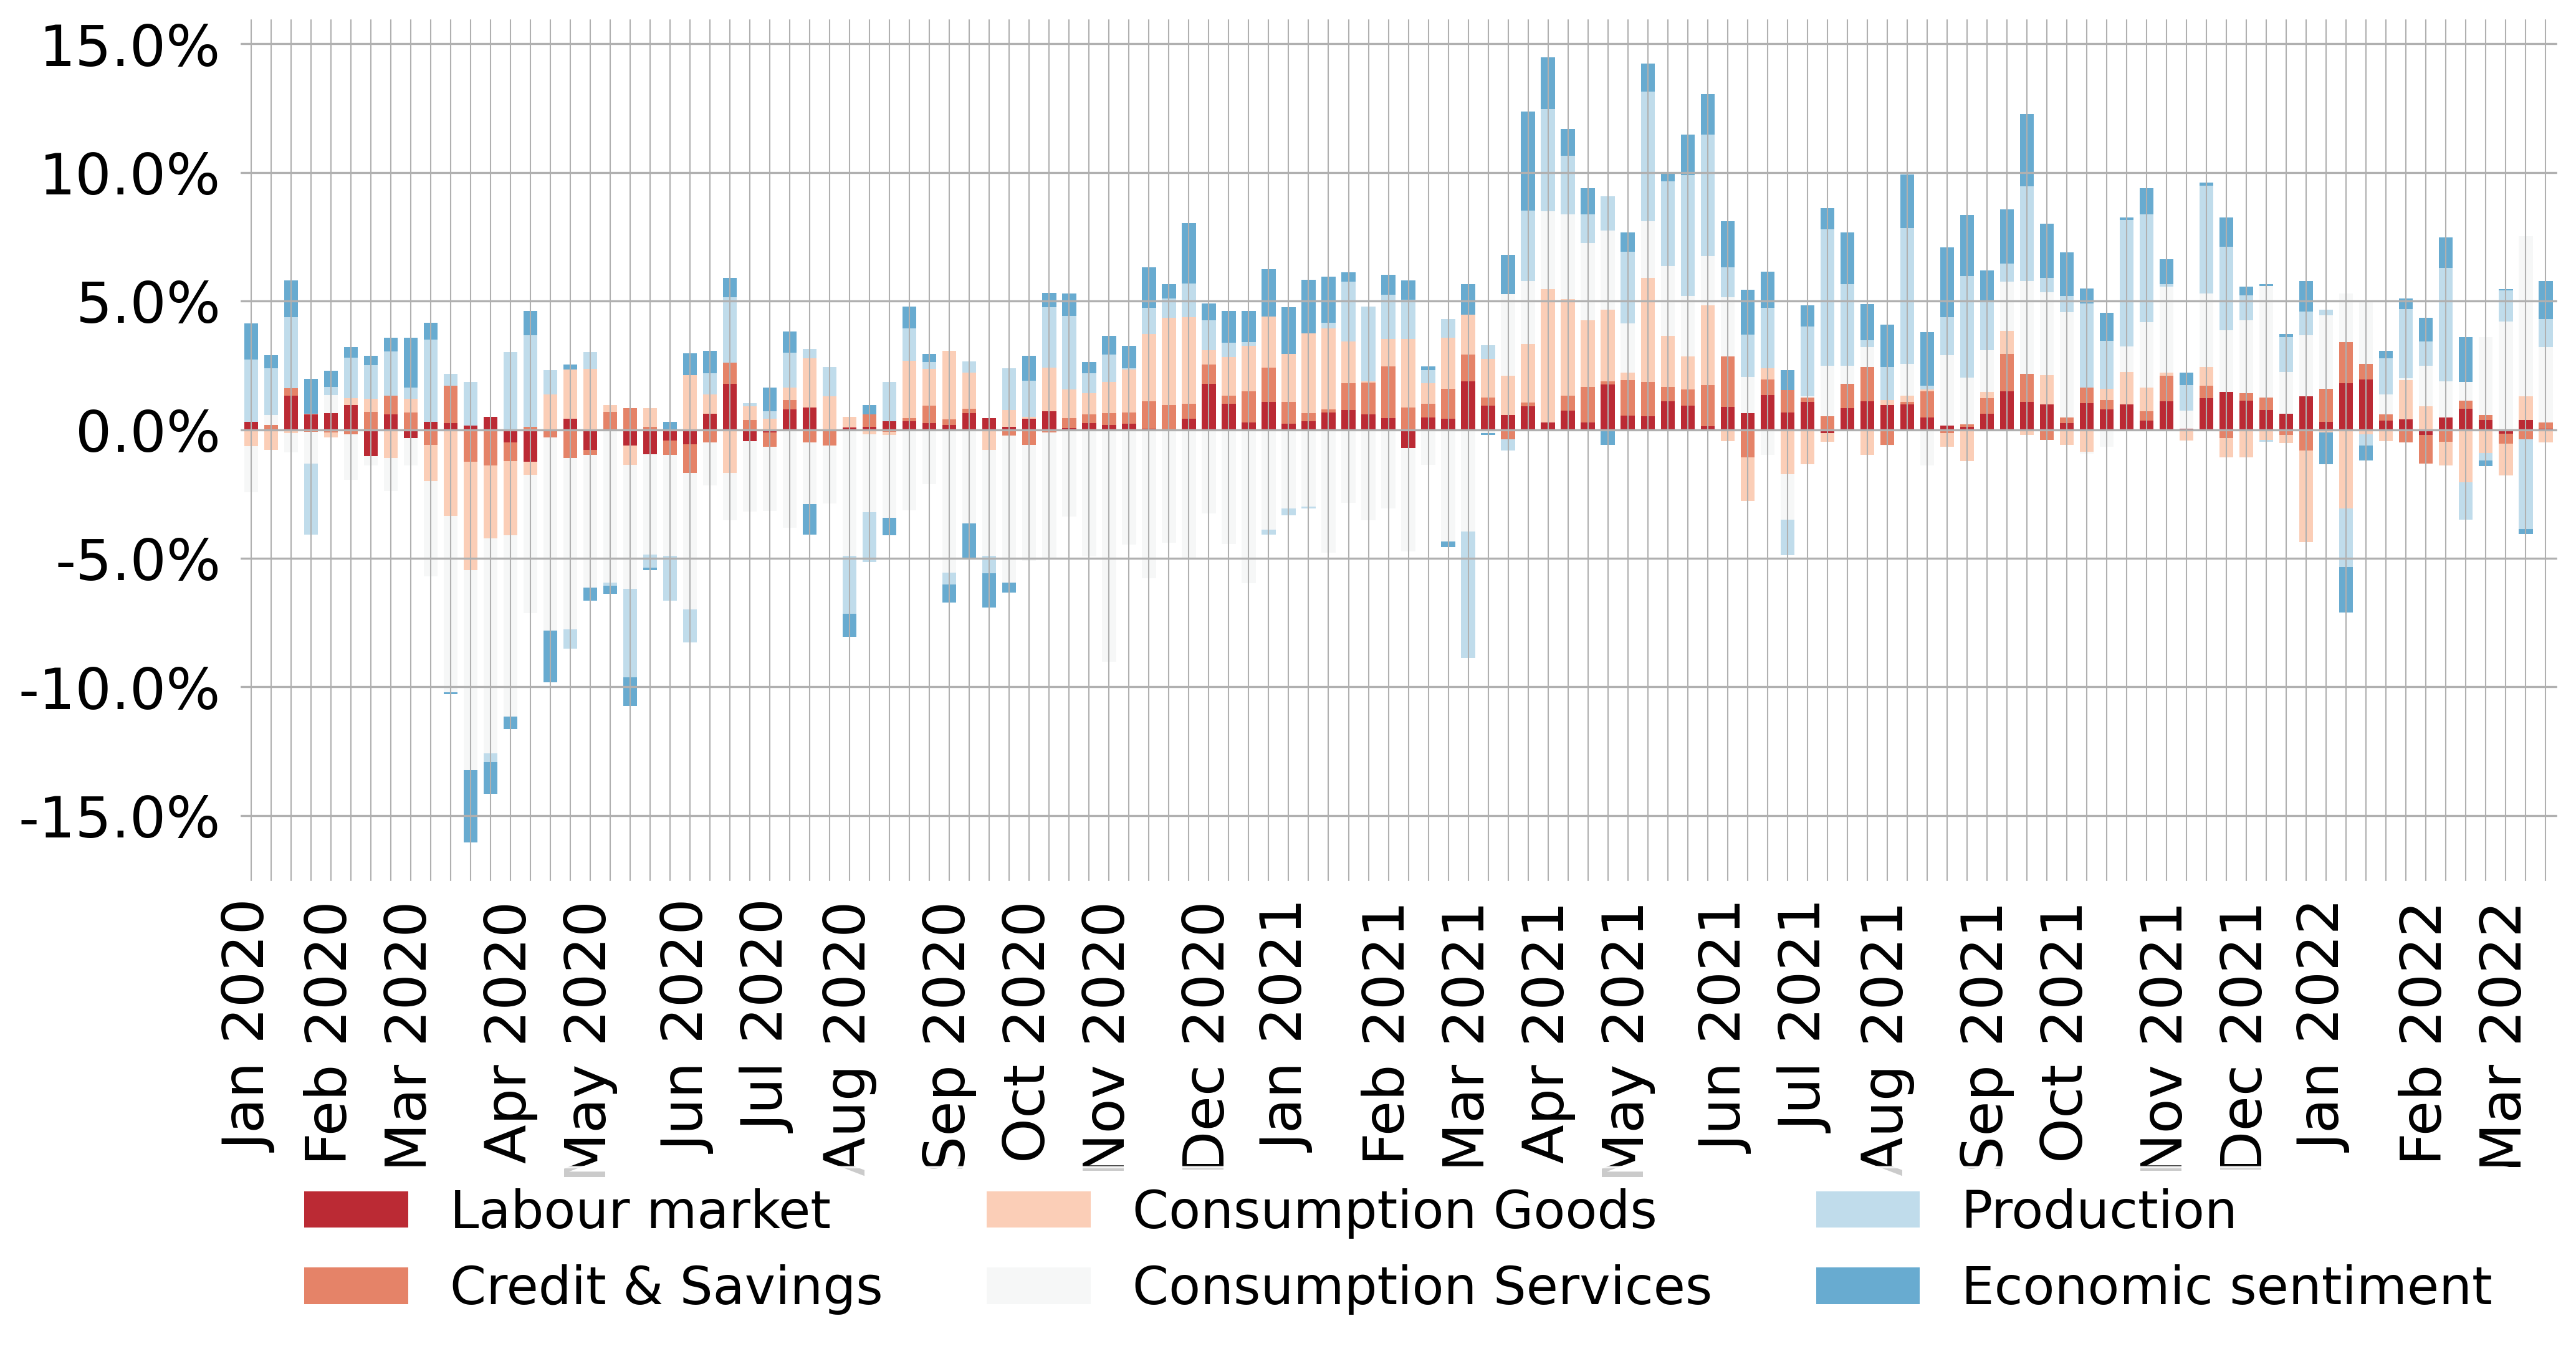 15.0%
10.0%
5.0%
0.0%
-5.0%
-10.0%
-15.0%
Jan 2020
Feb 2020
Mar 2020
Apr 2020
May 2020
Jun 2020
Jul 2020
Aug 2020
Sep 2020
Oct 2020
Nov 2020
Dec 2020
Jan 2021
Feb 2021
Mar 2021
Apr 2021
May 2021
Jun 2021
Jul 2021
Aug 2021
Sep 2021
Oct 2021
Nov 2021
Dec 2021
Jan 2022
Feb 2022
Mar 2022
Labour market
Consumption Goods
Production
Credit & Savings
Consumption Services
Economic sentiment